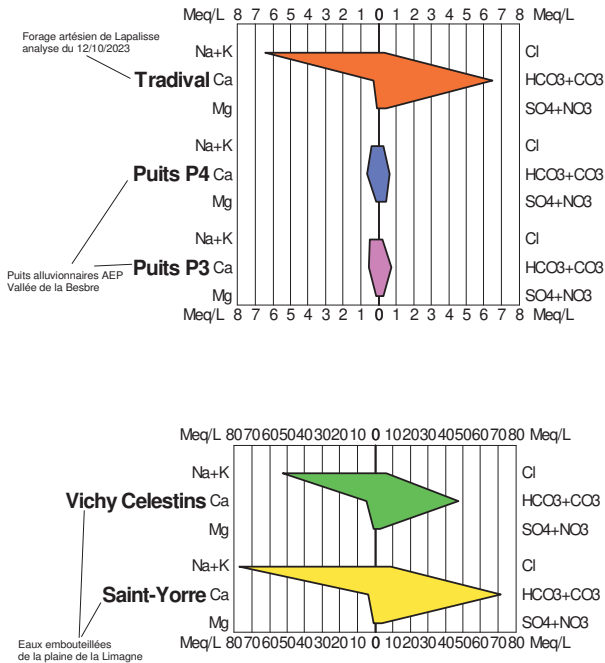 Meq/L 8 7 6 5 4 3 2 1 0 1 2 3 4 5 6 7 8 Meq/L
Forage artésien de Lapalisse
analyse du 12/10/2023
Na+K Cl
Tradival Ca HCO3+CO3
Mg SO4+NO3
Na+K Cl
Puits P4 Ca HCO3+CO3
Mg SO4+NO3
Na+K Cl
Puits P3 Ca HCO3+CO3
Puits alluvionnaires AEP
Vallée de la Besbre
Mg SO4+NO3
Meq/L 8 7 6 5 4 3 2 1 0 1 2 3 4 5 6 7 8 Meq/L
Meq/L 80 70 60 50 40 30 20 10 0 10 20 30 40 50 60 70 80 Meq/L
Na+K Cl
Vichy Celestins Ca HCO3+CO3
Mg SO4+NO3
Na+K Cl
Saint-Yorre Ca HCO3+CO3
Mg SO4+NO3
Meq/L 80 70 60 50 40 30 20 10 0 10 20 30 40 50 60 70 80 Meq/L
Eaux embouteillées
de la plaine de la Limagne